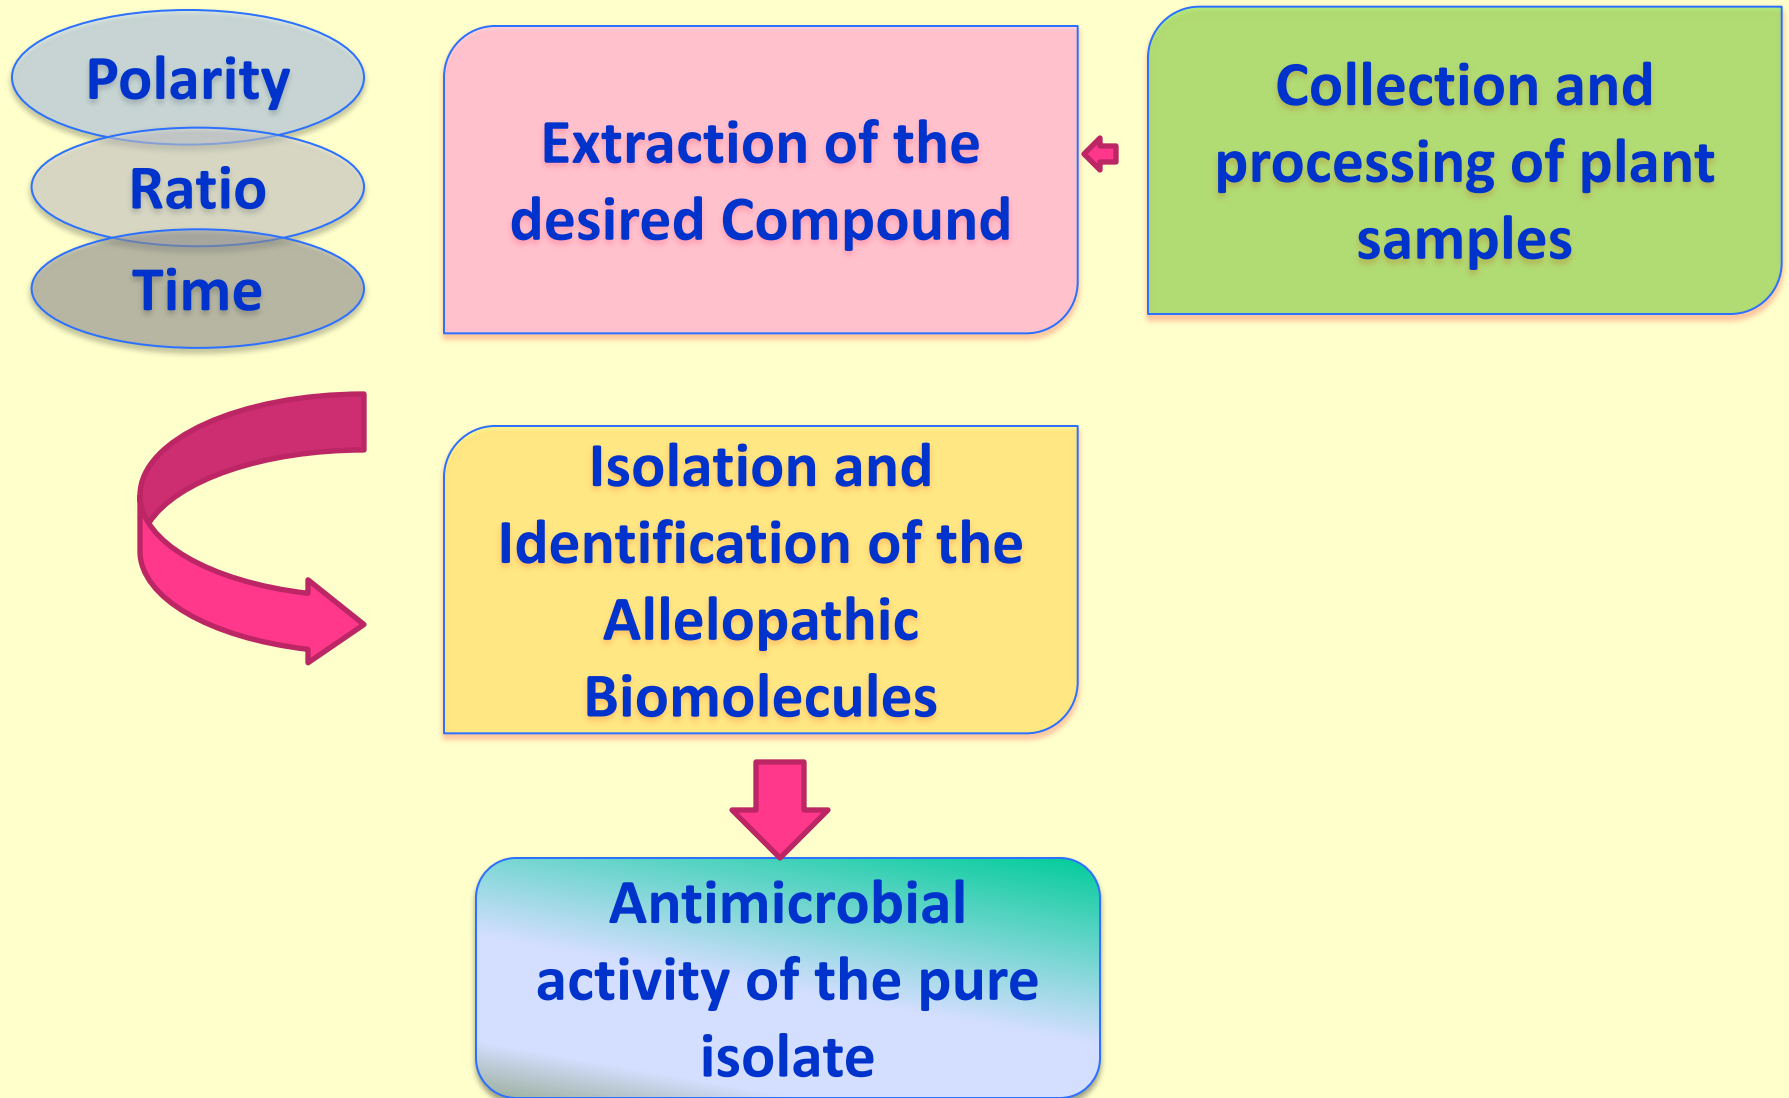 Polarity
Ratio
Time
Extraction of the
desired Compound
Collection and
processing of plant
samples
Isolation and
Identification of the
Allelopathic
Biomolecules
Antimicrobial
activity of the pure
isolate